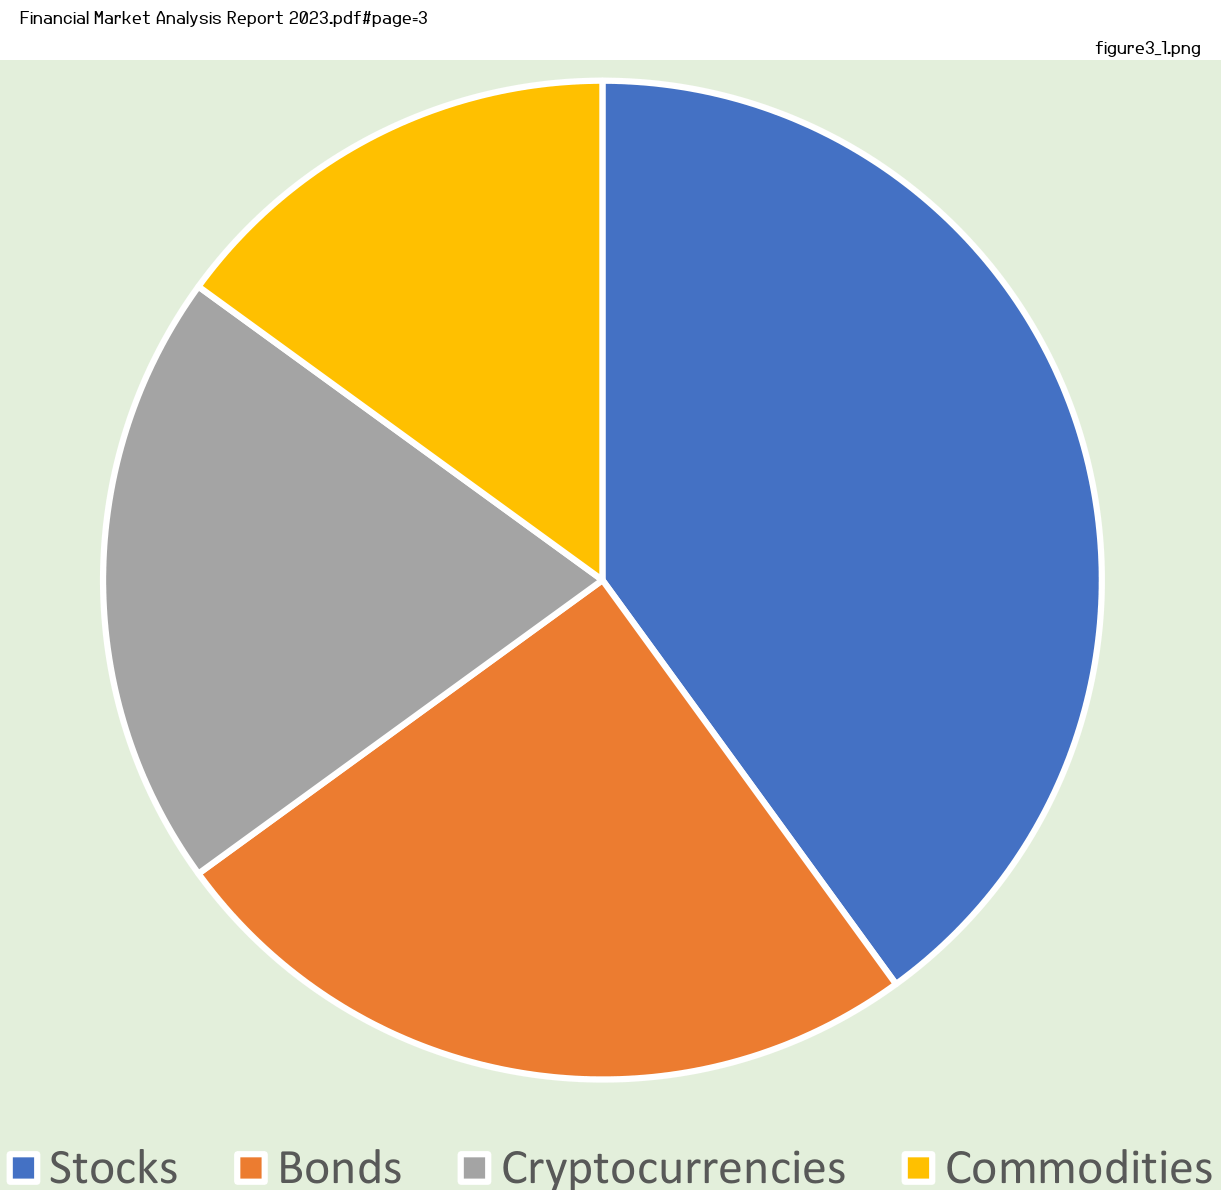 Financial Market Analysis Report 2023.pdf#page=3
figure3_1.png
Stocks Bonds Cryptocurrencies Commodities